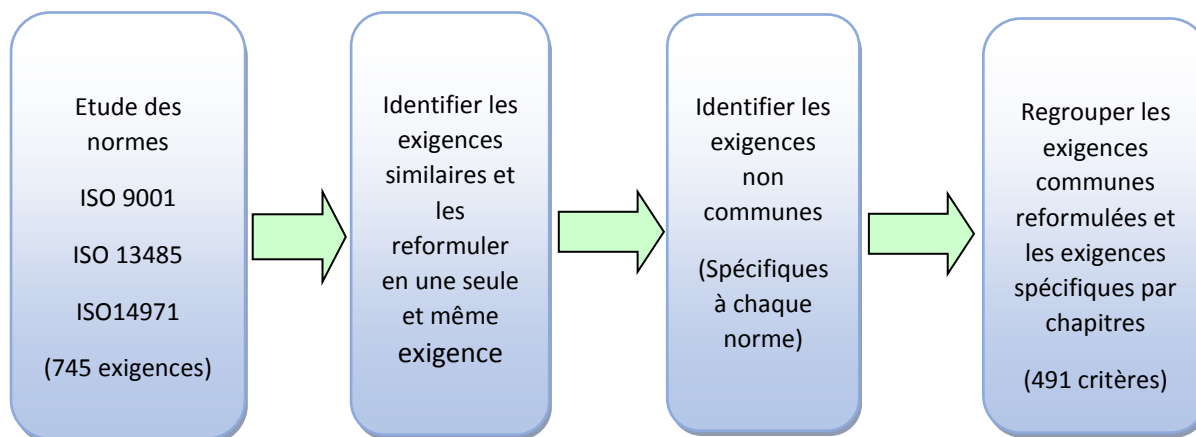 Etude des
normes
ISO 9001
ISO 13485
ISO14971
(745 exigences)
Identifier les
exigences
similaires et
les
reformuler
en une seule
et même
exigence
Identifier les
exigences
non
communes
(Spécifiques
à chaque
norme)
Regrouper les
exigences
communes
reformulées et
les exigences
spécifiques par
chapitres
(491 critères)